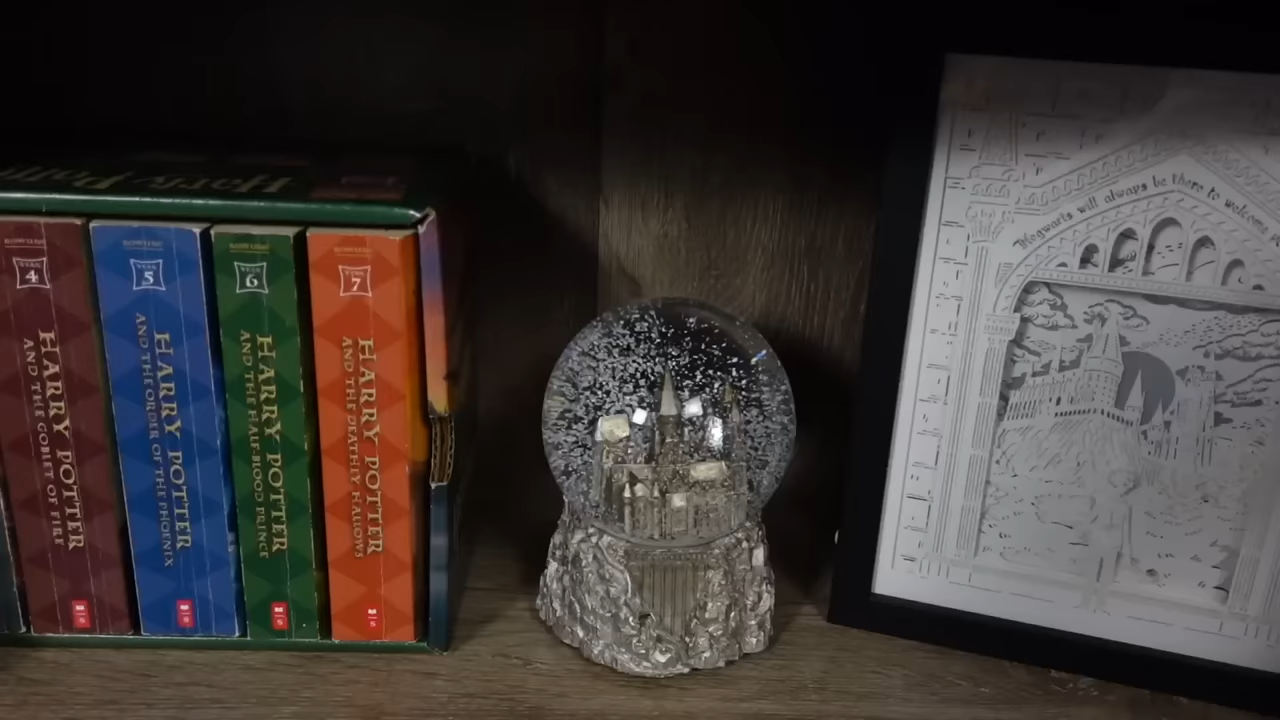 Harry Potter
YEAR
4
HARRY POTTER
AND THE GOBLET OF FIRE
S
YEAR
5
HARRY POTTER
AND THE ORDER OF THE PHOENIX
S
YEAR
6
HARRY POTTER
AND THE HALF-BLOOD PRINCE
S
YEAR
7
HARRY POTTER
AND THE DEATHLY HALLOWS
S
Hogwarts will always be there to welcome